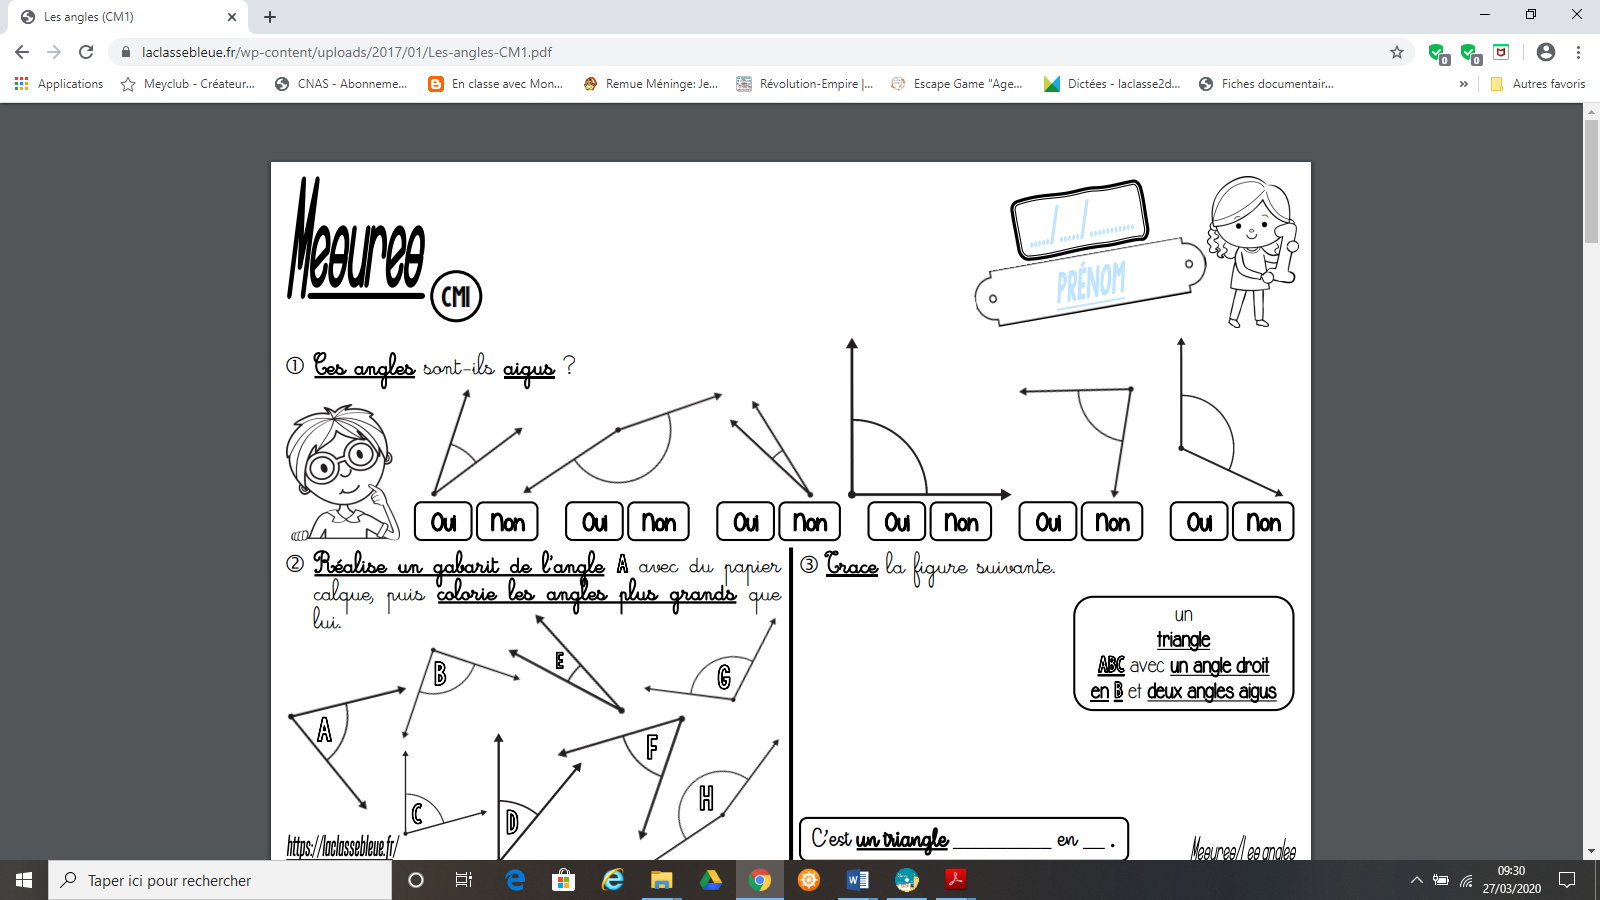 Les angles (CM1)
laclassebleue.fr/wp-content/uploads/2017/01/Les-angles-CM1.pdf
Applications
Meyclub - Créateur...
CNAS - Abonneme...
En classe avec Mon...
Remue Méninge: Je...
Révolution-Empire |...
Escape Game "Age...
Dictées - laclasse2d...
Fiches documentair...
»
Autres favoris
0
0
Mesures
CM1
...../...../...........
PRÉNOM
① Ces angles sont-ils aigus ?
Oui Non Oui Non Oui Non Oui Non Oui Non Oui Non
② Réalise un gabarit de l'angle A avec du papier
calque, puis colorie les angles plus grands que
lui.
A
B
E
G
C
D
F
H
https://laclassebleue.fr/
③ Trace la figure suivante.
un
triangle
ABC avec un angle droit
en B et deux angles aigus
C'est un triangle __________ en __ .
Mesures/Les angles
Taper ici pour rechercher
09:30
27/03/2020